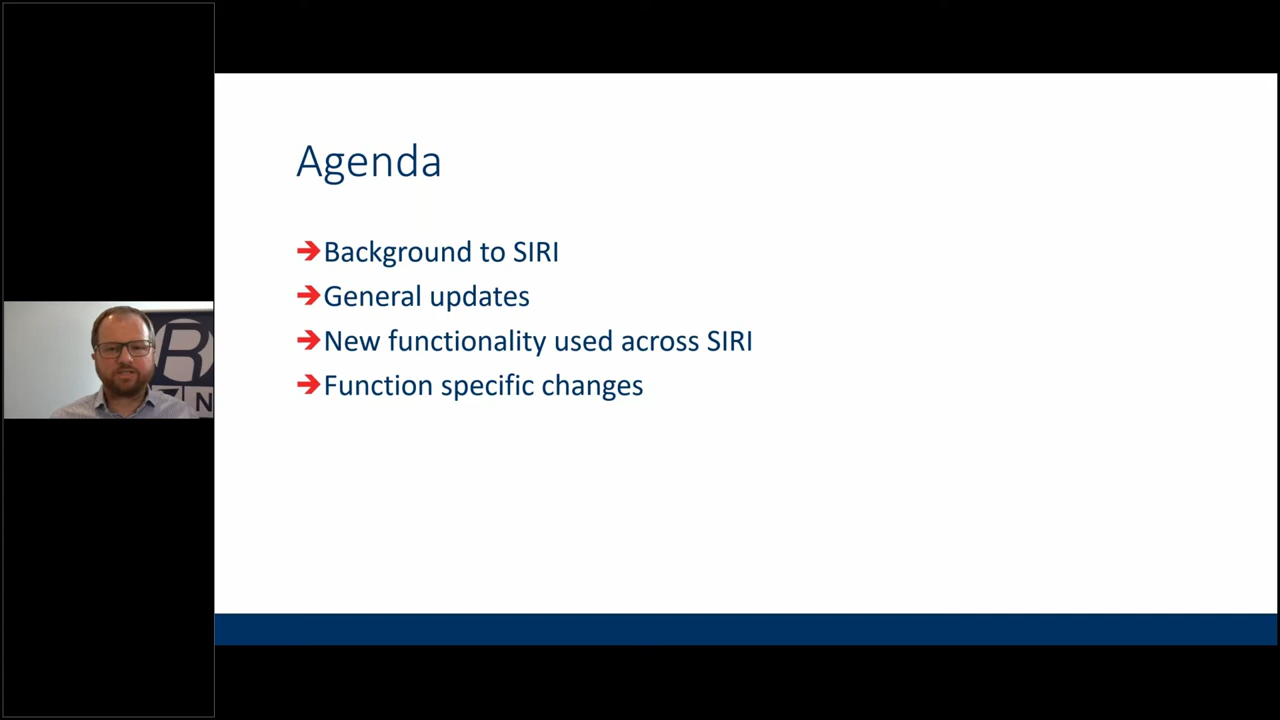 Agenda
➔Background to SIRI
➔General updates
➔New functionality used across SIRI
➔Function specific changes
R
N